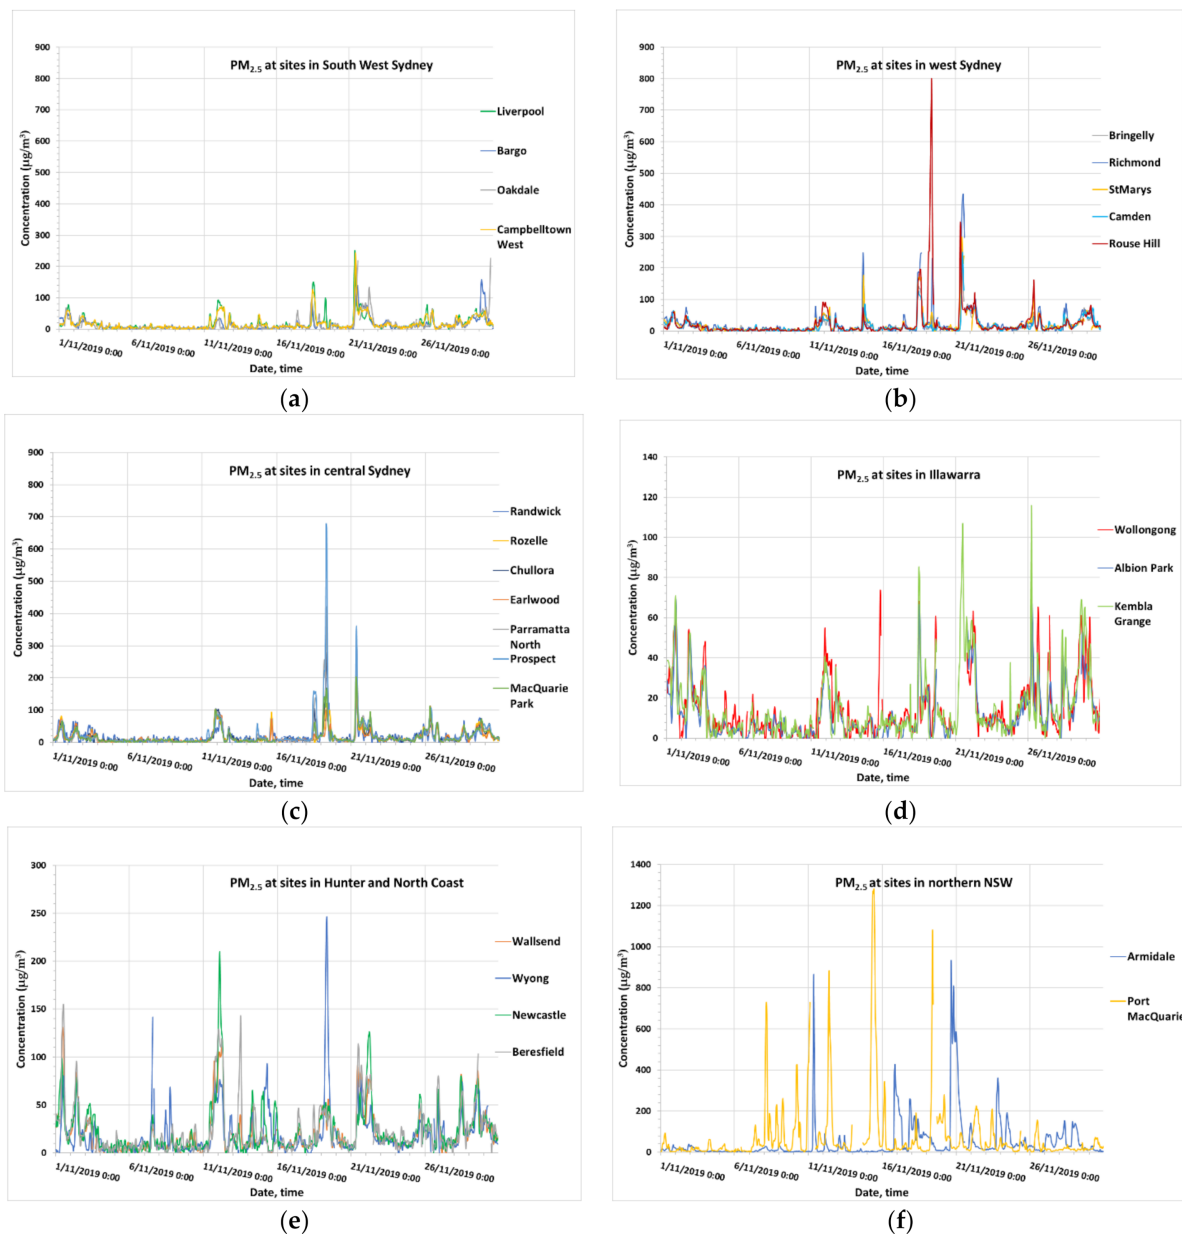 PM2.5 at sites in South West Sydney
Concentration (µg/m³)
900
800
700
600
500
400
300
200
100
0
Liverpool
Bargo
Oakdale
Campbelltown
West
1/11/2019 0:00
6/11/2019 0:00
11/11/2019 0:00
16/11/2019 0:00
21/11/2019 0:00
26/11/2019 0:00
Date, time
(a)
PM2.5 at sites in west Sydney
Concentration (µg/m³)
900
800
700
600
500
400
300
200
100
0
Bringelly
Richmond
StMarys
Camden
Rouse Hill
1/11/2019 0:00
6/11/2019 0:00
11/11/2019 0:00
16/11/2019 0:00
21/11/2019 0:00
26/11/2019 0:00
Date, time
(b)
PM2.5 at sites in central Sydney
Concentration (µg/m³)
900
800
700
600
500
400
300
200
100
0
Randwick
Rozelle
Chullora
Earlwood
Parramatta
North
Prospect
MacQuarie
Park
1/11/2019 0:00
6/11/2019 0:00
11/11/2019 0:00
16/11/2019 0:00
21/11/2019 0:00
26/11/2019 0:00
Date, time
(c)
PM2.5 at sites in Illawarra
Concentration (µg/m³)
140
120
100
80
60
40
20
0
Wollongong
Albion Park
Kembla
Grange
1/11/2019 0:00
6/11/2019 0:00
11/11/2019 0:00
16/11/2019 0:00
21/11/2019 0:00
26/11/2019 0:00
Date, time
(d)
PM2.5 at sites in Hunter and North Coast
Concentration (µg/m³)
300
250
200
150
100
50
0
Wallsend
Wyong
Newcastle
Beresfield
1/11/2019 0:00
6/11/2019 0:00
11/11/2019 0:00
16/11/2019 0:00
21/11/2019 0:00
26/11/2019 0:00
Date, time
(e)
PM2.5 at sites in northern NSW
Concentration (µg/m³)
1400
1200
1000
800
600
400
200
0
Armidale
Port
MacQuarie
1/11/2019 0:00
6/11/2019 0:00
11/11/2019 0:00
16/11/2019 0:00
21/11/2019 0:00
26/11/2019 0:00
Date, time
(f)